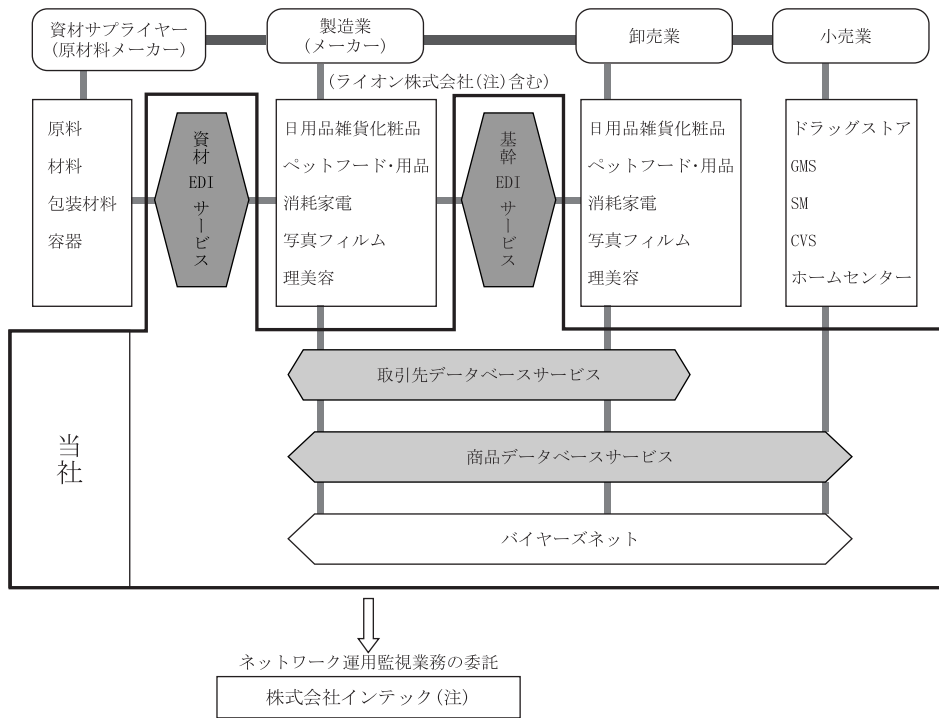 資材サプライヤー
(原材料メーカー)
製造業
(メーカー)
卸売業
小売業
(ライオン株式会社(注)含む)
原料
材料
包装材料
容器
資材
EDI
サービス
日用品雑貨化粧品
ペットフード・用品
消耗家電
写真フィルム
理美容
基幹
EDI
サービス
日用品雑貨化粧品
ペットフード・用品
消耗家電
写真フィルム
理美容
ドラッグストア
GMS
SM
CVS
ホームセンター
当社
取引先データベースサービス
商品データベースサービス
バイヤーズネット
ネットワーク運用監視業務の委託
株式会社インテック(注)